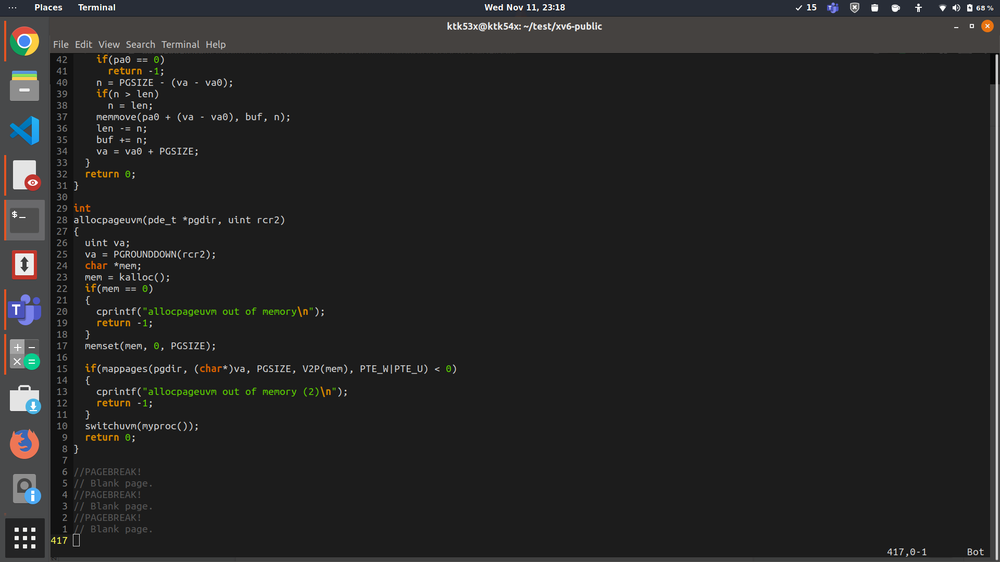 Places Terminal Wed Nov 11, 23:18 15 68 %
ktk53x@ktk54x: ~/test/xv6-public
File Edit View Search Terminal Help
42     if(pa0 == 0)
41       return -1;
40     n = PGSIZE - (va - va0);
39     if(n > len)
38       n = len;
37     memmove(pa0 + (va - va0), buf, n);
36     len -= n;
35     buf += n;
34     va = va0 + PGSIZE;
33   }
32   return 0;
31 }
30
29 int
28 allocpageuvm(pde_t *pgdir, uint rcr2)
27 {
26   uint va;
25   va = PGROUNDDOWN(rcr2);
24   char *mem;
23   mem = kalloc();
22   if(mem == 0)
21   {
20     cprintf("allocpageuvm out of memory\n");
19     return -1;
18   }
17   memset(mem, 0, PGSIZE);
16
15   if(mappages(pgdir, (char*)va, PGSIZE, V2P(mem), PTE_W|PTE_U) < 0)
14   {
13     cprintf("allocpageuvm out of memory (2)\n");
12     return -1;
11   }
10   switchuvm(myproc());
9   return 0;
8 }
7
6 //PAGEBREAK!
5 // Blank page.
4 //PAGEBREAK!
3 // Blank page.
2 //PAGEBREAK!
1 // Blank page.
417
417,0-1 Bot